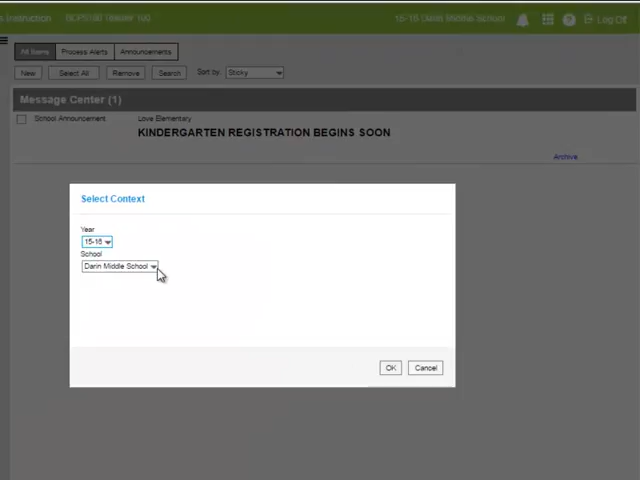 s Instruction
15-16 Darin Middle School
Log Off
All Items
Process Alerts
Announcements
New
Select All
Remove
Search
Sort by:
Sticky
Message Center (1)
School Announcement
Love Elementary
KINDERGARTEN REGISTRATION BEGINS SOON
Archive
Select Context
Year
15-16
School
Darin Middle School
OK
Cancel